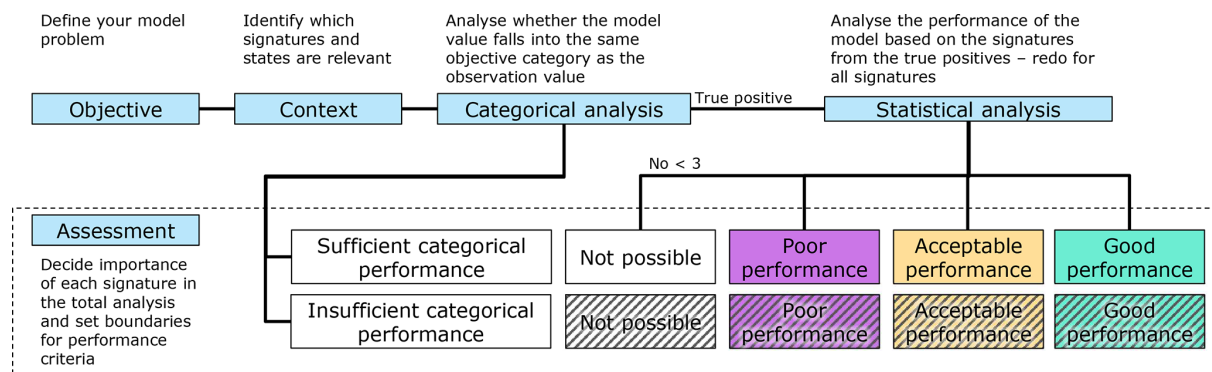 Define your model
problem
Identify which
signatures and
states are relevant
Analyse whether the model
value falls into the same
objective category as the
observation value
Analyse the performance of the
model based on the signatures
from the true positives – redo for
all signatures
Objective
Context
Categorical analysis
True positive
Statistical analysis
No < 3
Assessment
Decide importance
of each signature in
the total analysis
and set boundaries
for performance
criteria
Sufficient categorical
performance
Not possible
Poor
performance
Acceptable
performance
Good
performance
Insufficient categorical
performance
Not possible
Poor
performance
Acceptable
performance
Good
performance